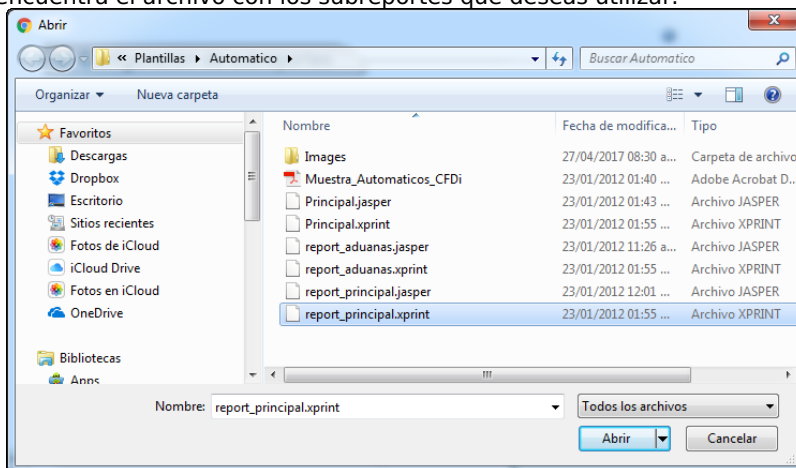 encuentra el archivo con los subreportes que deseas utilizar.
Abrir
« Plantillas Automatico
Buscar Automatico
Organizar Nueva carpeta
Favoritos
Descargas
Dropbox
Escritorio
Sitios recientes
Fotos de iCloud
iCloud Drive
Fotos en iCloud
OneDrive
Bibliotecas
Apps
Nombre Fecha de modifica... Tipo
Images 27/04/2017 08:30 a... Carpeta de archivo
Muestra_Automaticos_CFDi 23/01/2012 01:40 ... Adobe Acrobat D...
Principal.jasper 23/01/2012 01:43 ... Archivo JASPER
Principal.xprint 23/01/2012 01:55 ... Archivo XPRINT
report_aduanas.jasper 23/01/2012 11:26 a... Archivo JASPER
report_aduanas.xprint 23/01/2012 01:55 ... Archivo XPRINT
report_principal.jasper 23/01/2012 12:01 ... Archivo JASPER
report_principal.xprint 23/01/2012 01:55 ... Archivo XPRINT
Nombre: report_principal.xprint Todos los archivos
Abrir Cancelar